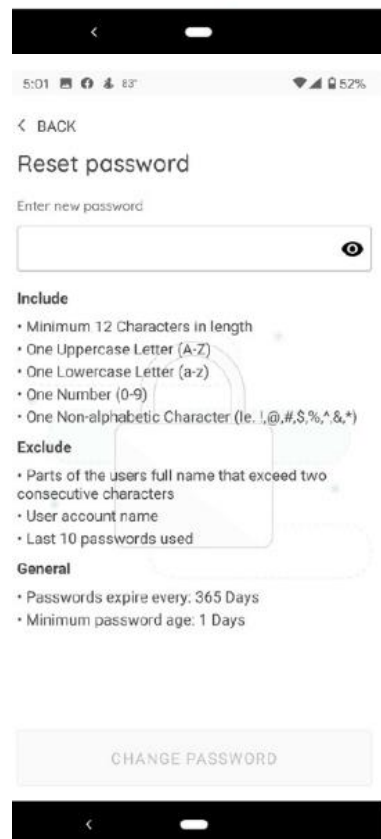 5:01 83° 52%
< BACK
Reset password
Enter new password
Include
• Minimum 12 Characters in length
• One Uppercase Letter (A-Z)
• One Lowercase Letter (a-z)
• One Number (0-9)
• One Non-alphabetic Character (Ie. !,@,#,$,%,^,&,*)
Exclude
• Parts of the users full name that exceed two
consecutive characters
• User account name
• Last 10 passwords used
General
• Passwords expire every: 365 Days
• Minimum password age: 1 Days
CHANGE PASSWORD